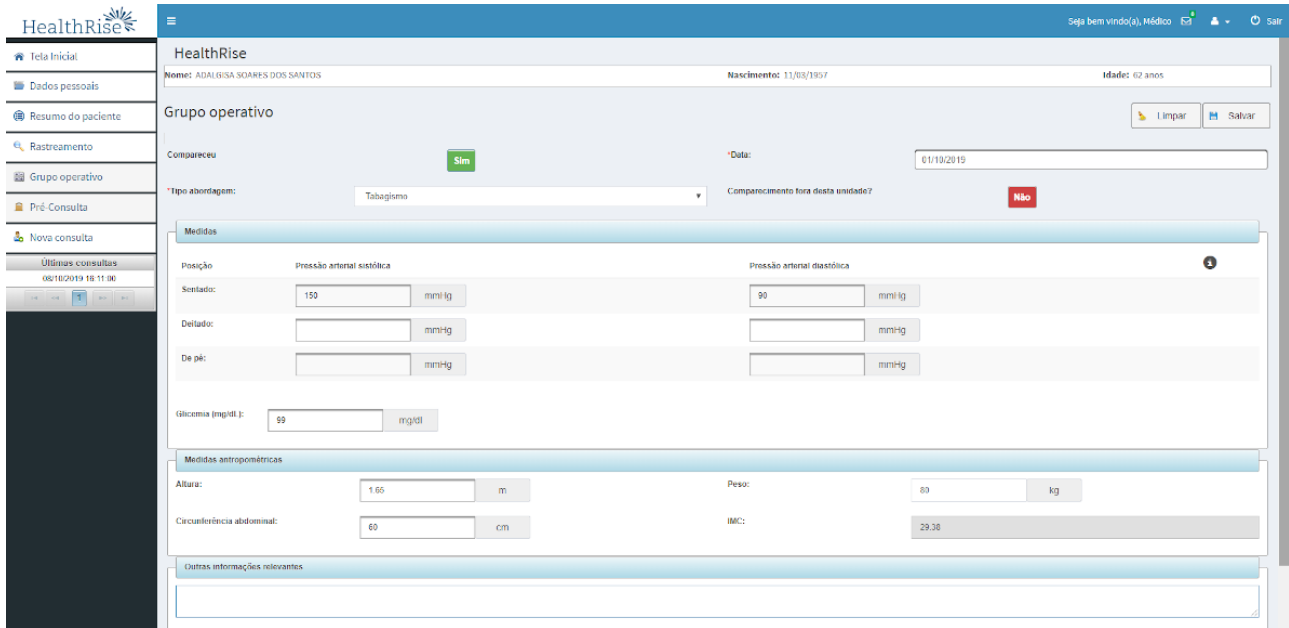 HealthRise
Seja bem vindo(a), Médico
Sair
Tela Inicial
Dados pessoais
Resumo do paciente
Rastreamento
Grupo operativo
Pré-Consulta
Nova consulta
Últimas consultas
08/10/2019 16:11:00
1
HealthRise
Nome: ADALGISA SOARES DOS SANTOS Nascimento: 11/03/1957 Idade: 62 anos
Grupo operativo
Limpar Salvar
Compareceu Sim *Data: 01/10/2019
*Tipo abordagem: Tabagismo Comparecimento fora desta unidade? Não
Medidas
Posição Pressão arterial sistólica Pressão arterial diastólica
Sentado: 150 mmHg 90 mmHg
Deitado: mmHg mmHg
De pé: mmHg mmHg
Glicemia (mg/dL): 99 mg/dl
Medidas antropométricas
Altura: 1.65 m Peso: 80 kg
Circunferência abdominal: 60 cm IMC: 29.38
Outras informações relevantes